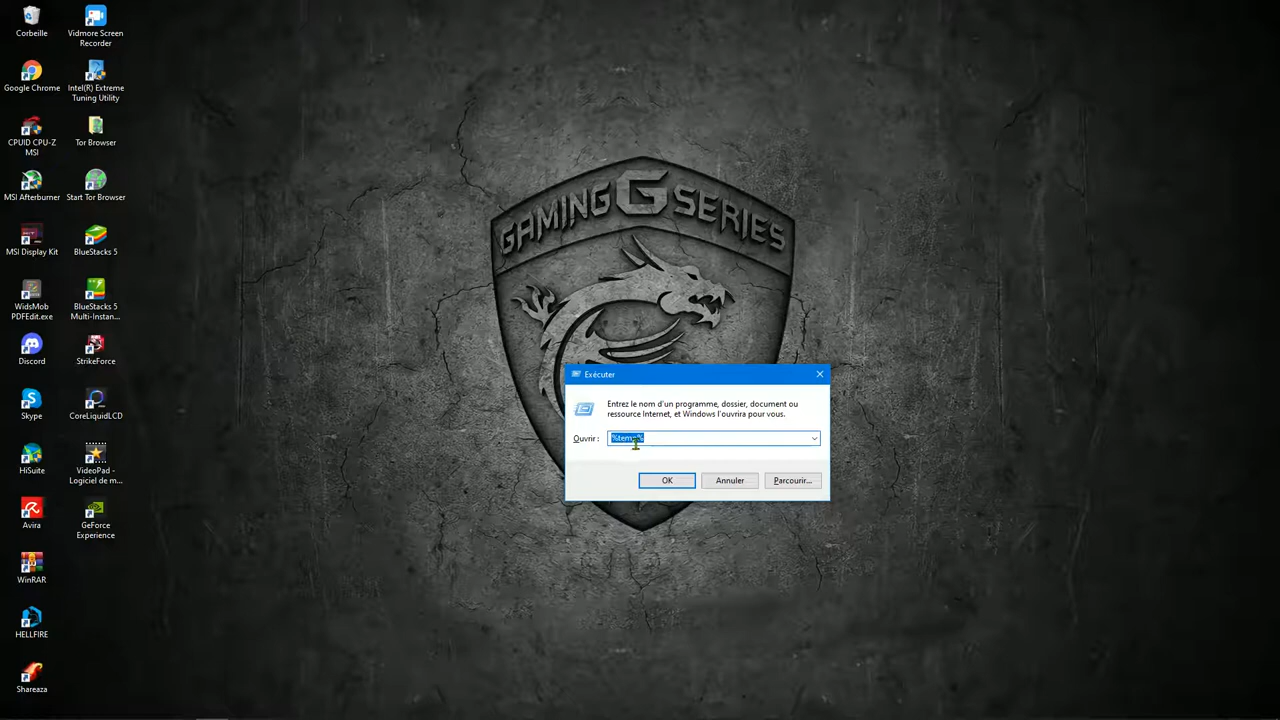 Corbeille
Vidmore Screen
Recorder
Google Chrome
Intel(R) Extreme
Tuning Utility
CPUID CPU-Z
MSI
Tor Browser
MSI Afterburner
Start Tor Browser
MSI Display Kit
BlueStacks 5
WidsMob
PDFEdit.exe
BlueStacks 5
Multi-Instan...
Discord
StrikeForce
Skype
CoreLiquidLCD
HiSuite
VideoPad -
Logiciel de m...
Avira
GeForce
Experience
WinRAR
HELLFIRE
Shareaza
GAMING G SERIES
Exécuter
Entrez le nom d'un programme, dossier, document ou
ressource Internet, et Windows l'ouvrira pour vous.
Ouvrir : %temp%
OK
Annuler
Parcourir...